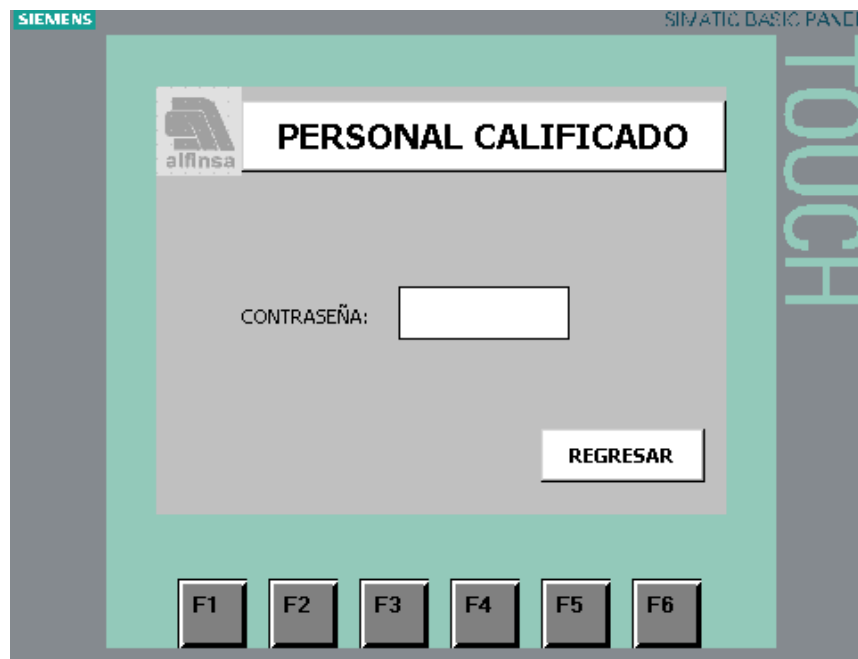 SIEMENS
SIMATIC BASIC PANEL
TOUCH
alfinsa
PERSONAL CALIFICADO
CONTRASEÑA:
REGRESAR
F1 F2 F3 F4 F5 F6